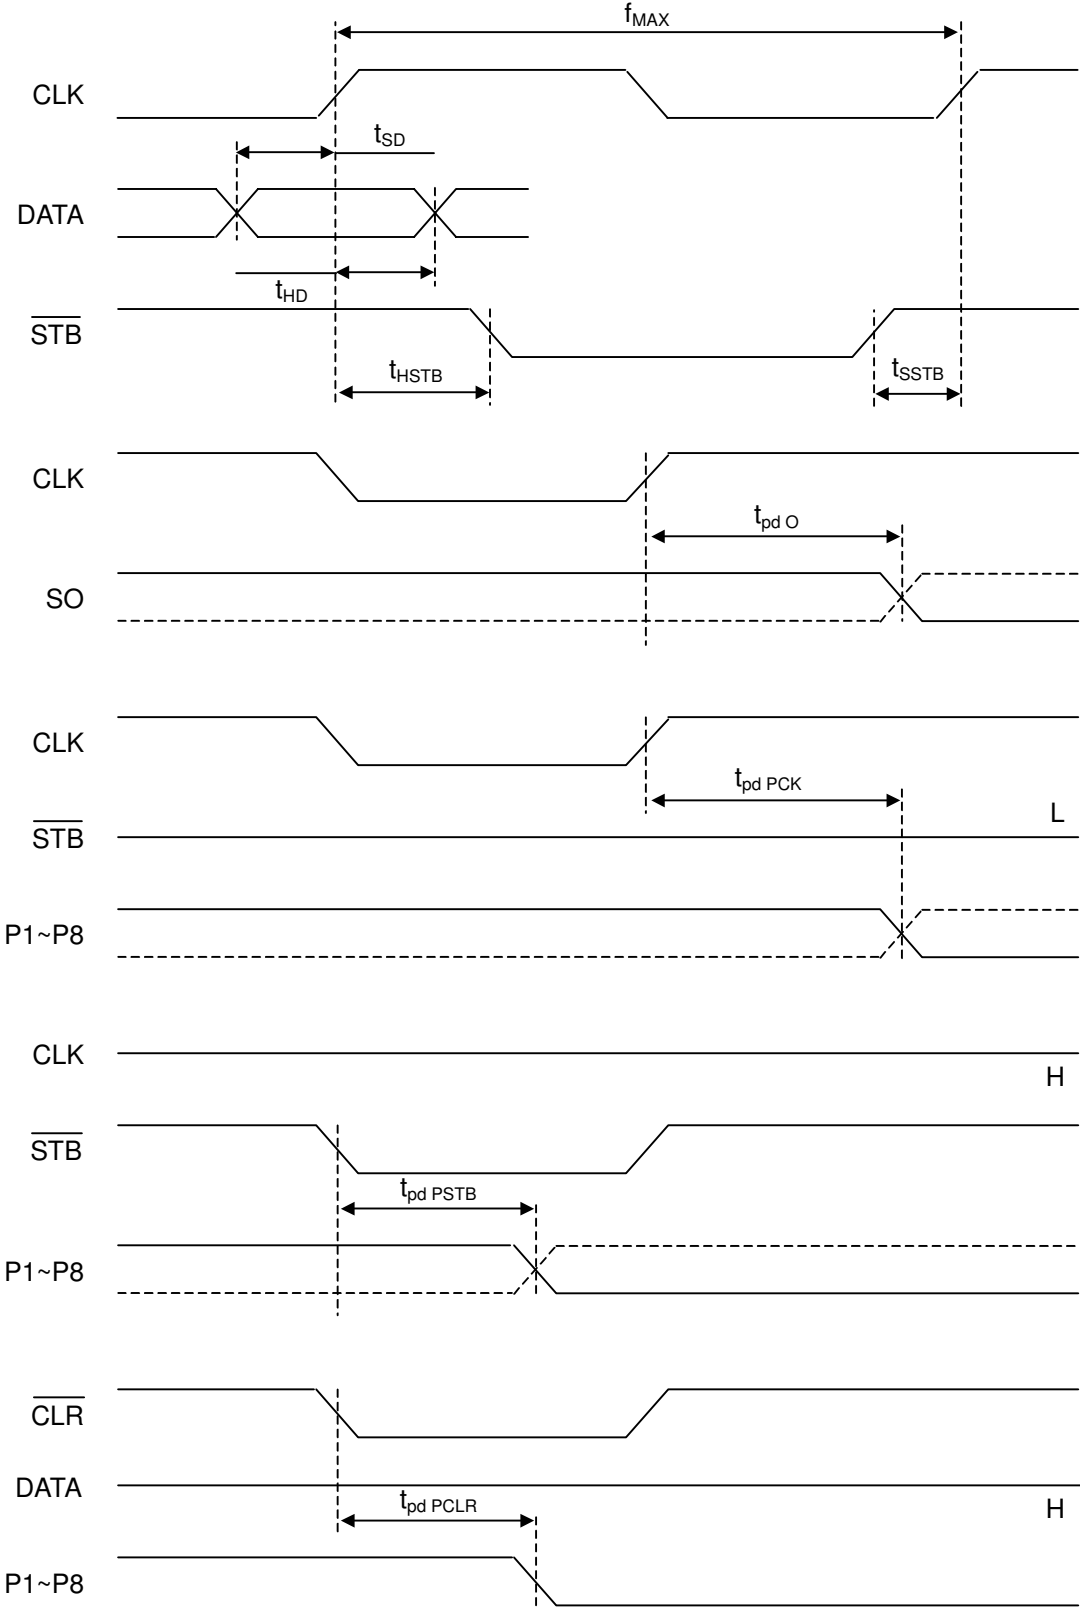 fMAX
CLK
tSD
DATA
tHD
STB
tHSTB
tSSTB
CLK
tpd O
SO
CLK
tpd PCK
L
STB
P1~P8
CLK
H
STB
tpd PSTB
P1~P8
CLR
DATA
tpd PCLR
H
P1~P8